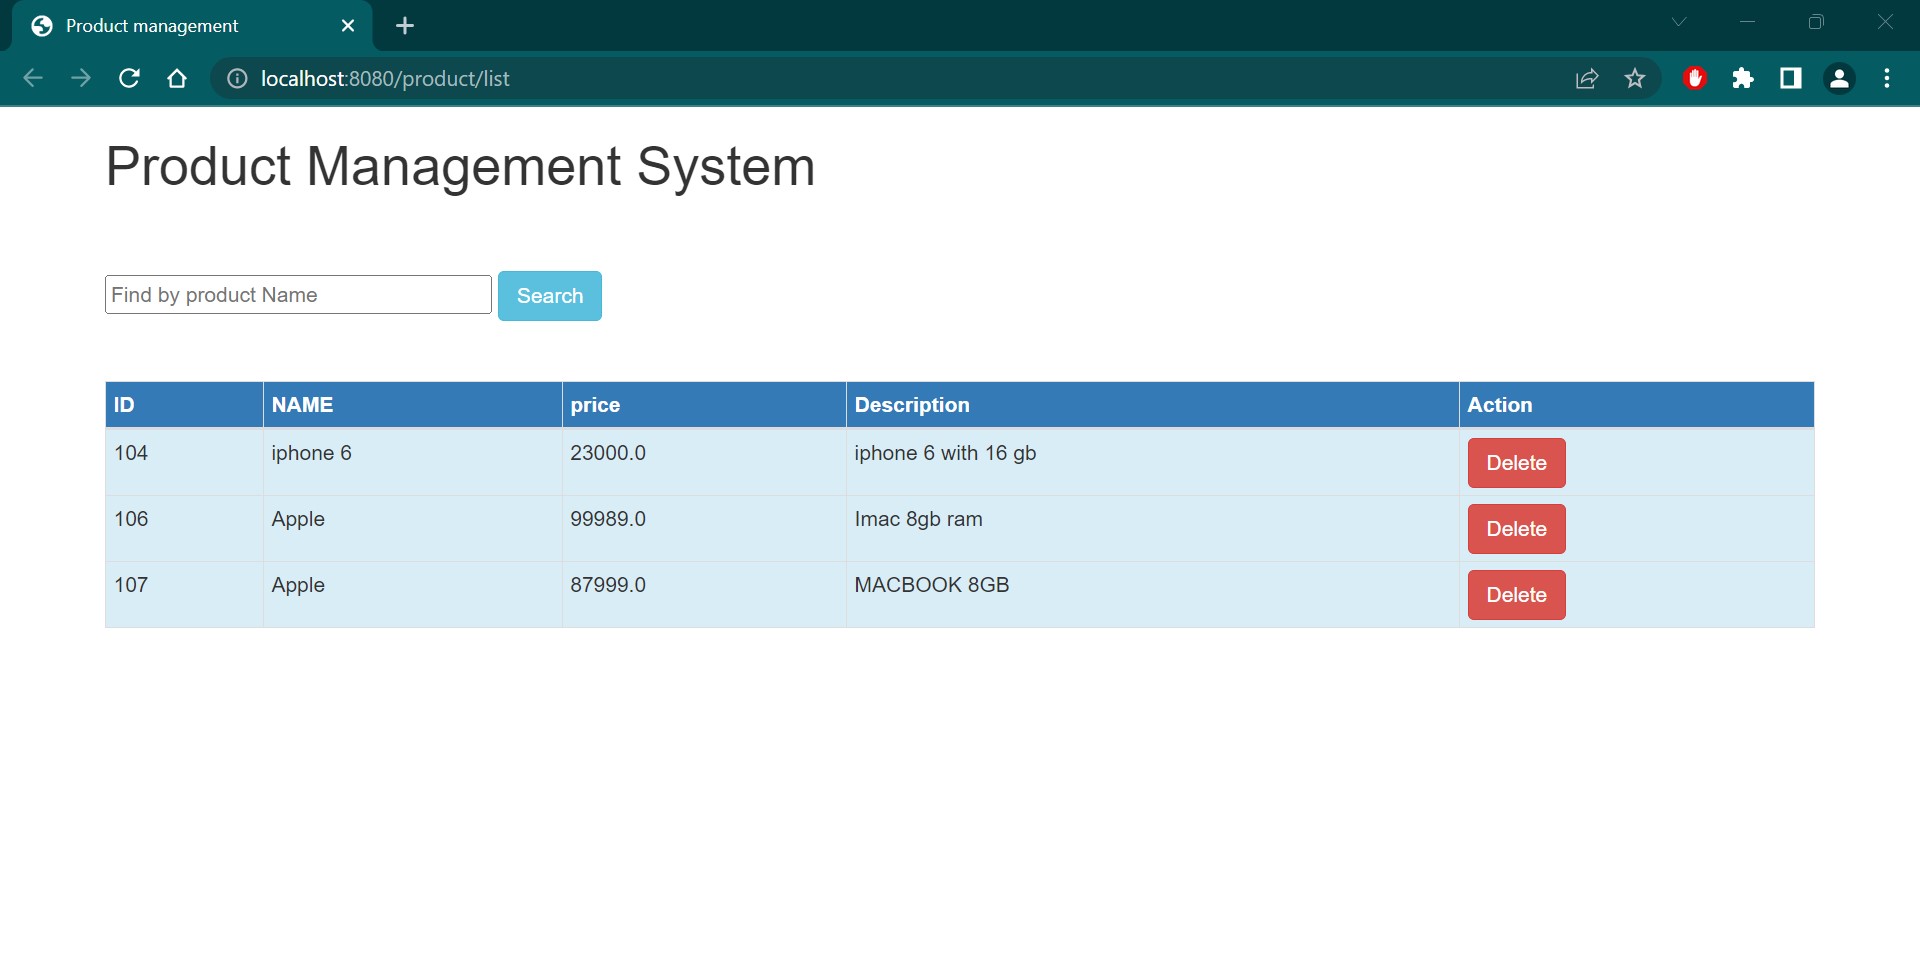 Product management
localhost:8080/product/list
Product Management System
Find by product Name Search
ID NAME price Description Action
104 iphone 6 23000.0 iphone 6 with 16 gb Delete
106 Apple 99989.0 Imac 8gb ram Delete
107 Apple 87999.0 MACBOOK 8GB Delete